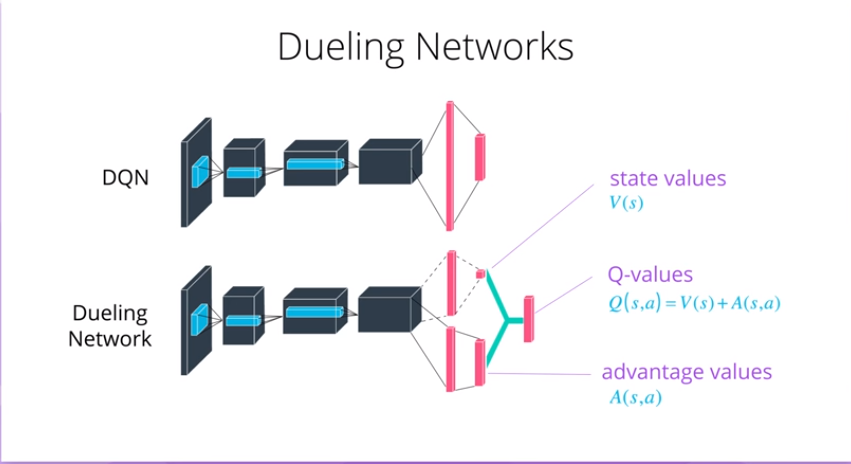 Dueling Networks
DQN
state values
V(s)
Q-values
Q(s,a)=V(s)+A(s,a)
Dueling
Network
advantage values
A(s,a)